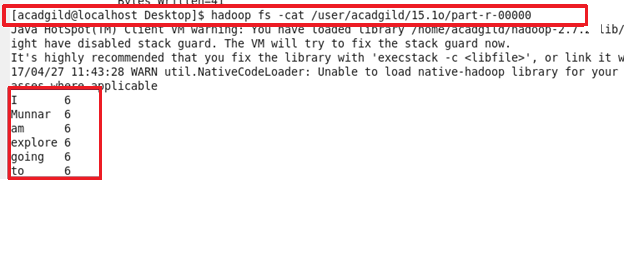 Bytes Written=41
[acadgild@localhost Desktop]$ hadoop fs -cat /user/acadgild/15.1o/part-r-00000
Java HotSpot(TM) Client VM warning: You have loaded library /home/acadgild/hadoop-2.7.. lib/
ight have disabled stack guard. The VM will try to fix the stack guard now.
It's highly recommended that you fix the library with 'execstack -c <libfile>', or link it w
17/04/27 11:43:28 WARN util.NativeCodeLoader: Unable to load native-hadoop library for your
asses where applicable
I 6
Munnar 6
am 6
explore 6
going 6
to 6